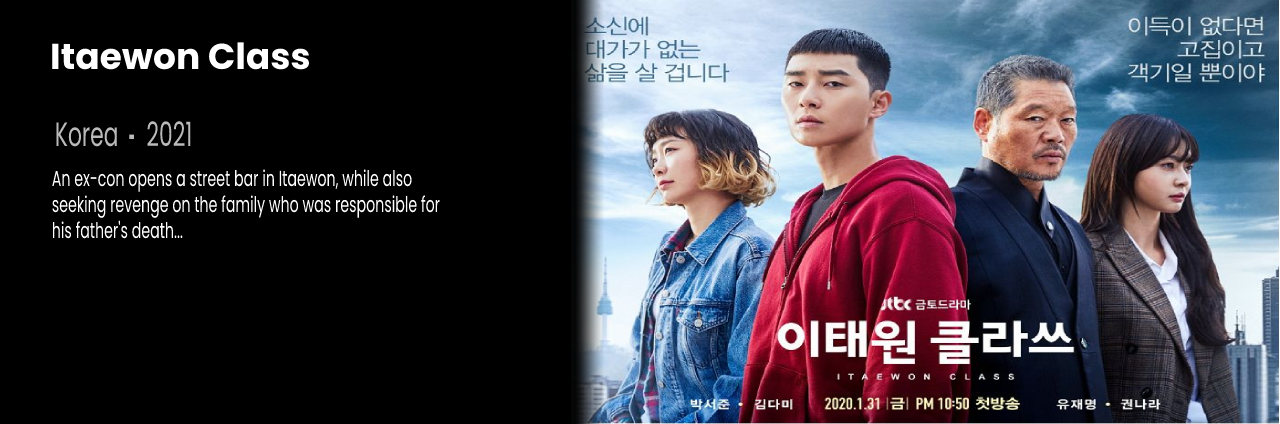 Itaewon Class
Korea · 2021
An ex-con opens a street bar in Itaewon, while also
seeking revenge on the family who was responsible for
his father's death...
소신에
대가가 없는
삶을 살 겁니다
이득이 없다면
고집이고
객기일 뿐이야
jtbc 금토드라마
이태원 클라쓰
ITAEWON CLASS
박서준 • 김다미 2020.1.31 |금| PM 10:50 첫방송 유재명 • 권나라